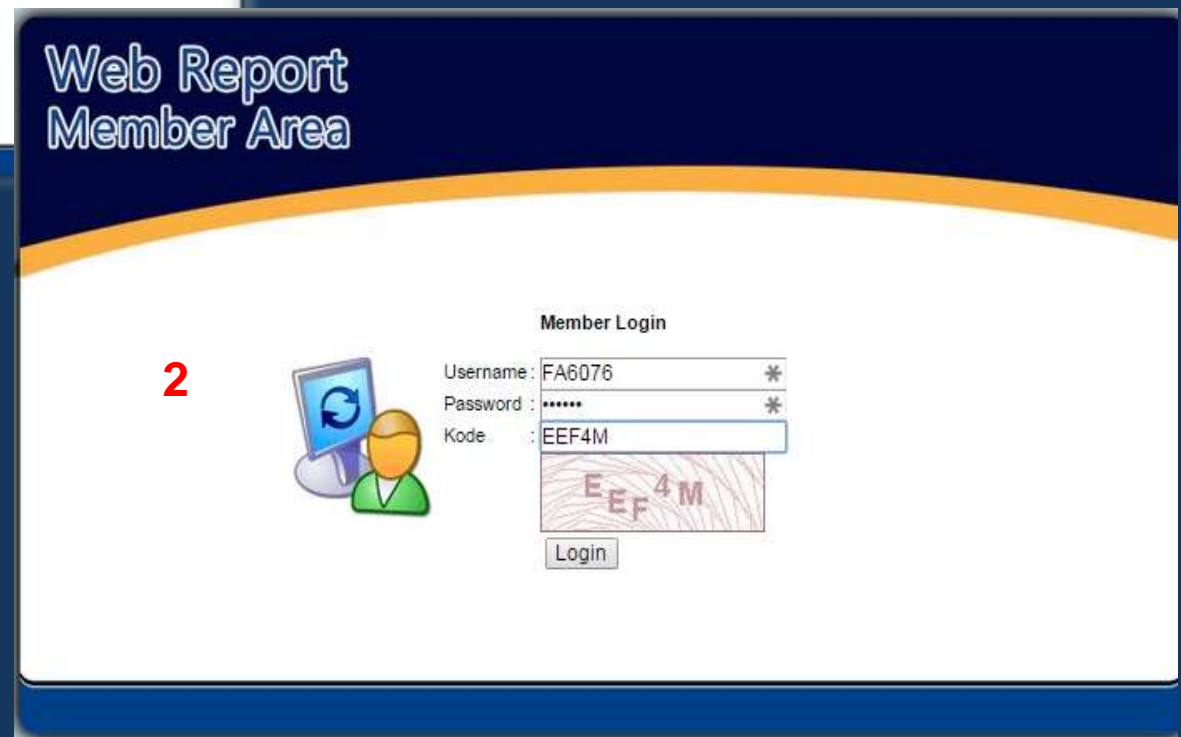 Web Report
Member Area
Member Login
2
Username : FA6076
Password : ••••••
Kode : EEF4M
EEF4M
Login